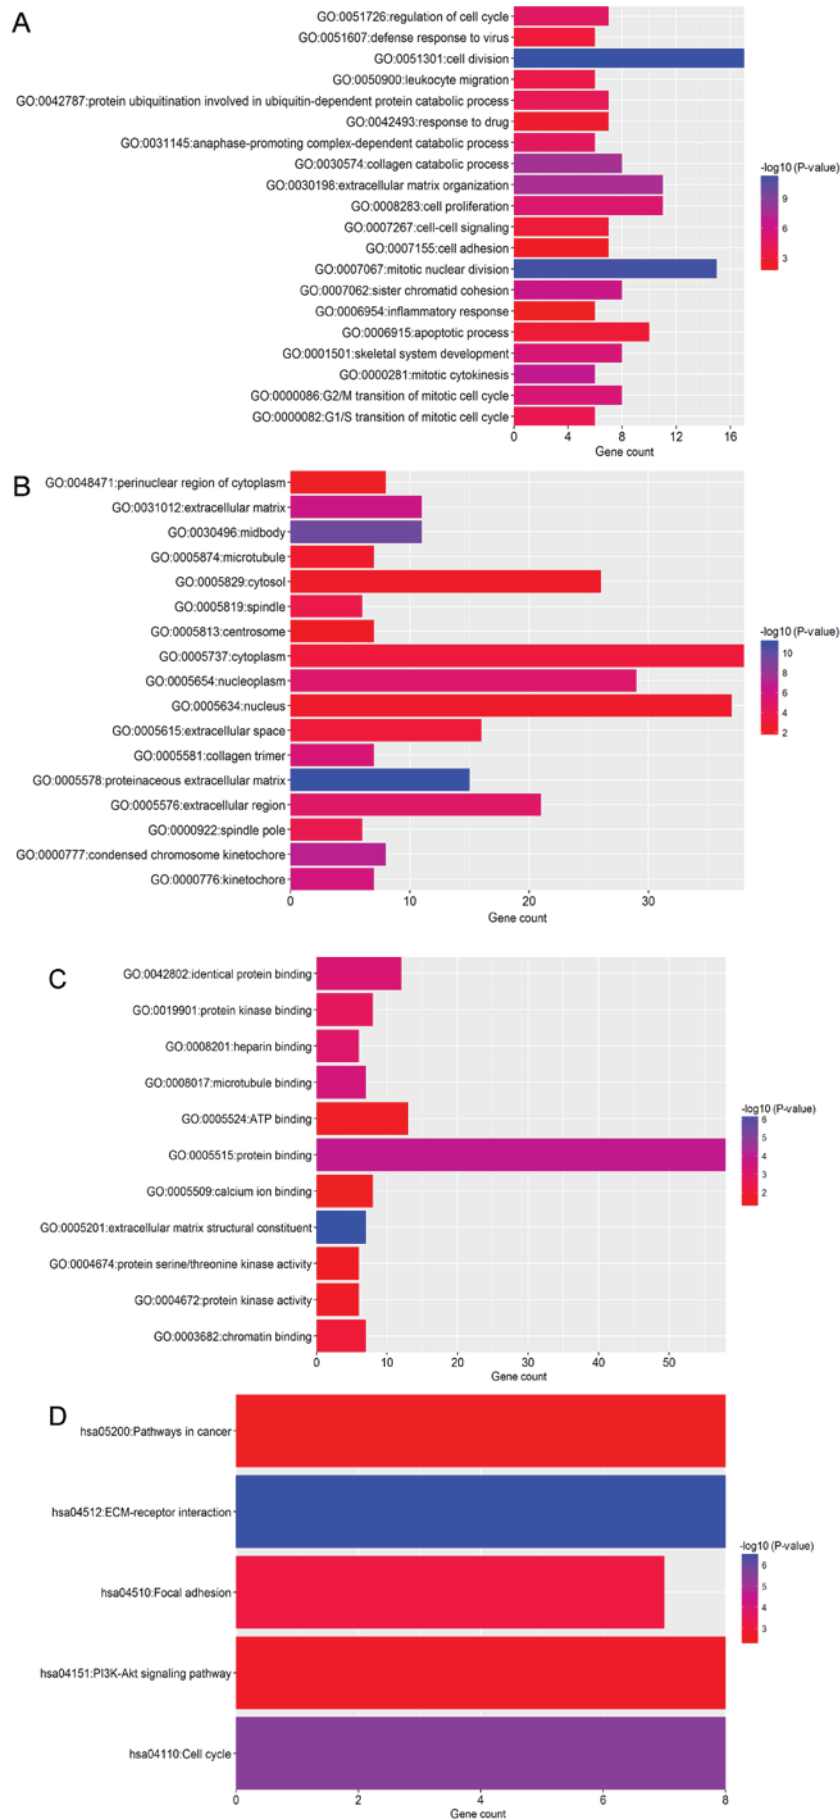 A
GO:0051726:regulation of cell cycle
GO:0051607:defense response to virus
GO:0051301:cell division
GO:0050900:leukocyte migration
GO:0042787:protein ubiquitination involved in ubiquitin-dependent protein catabolic process
GO:0042493:response to drug
GO:0031145:anaphase-promoting complex-dependent catabolic process
GO:0030574:collagen catabolic process
GO:0030198:extracellular matrix organization
GO:0008283:cell proliferation
GO:0007267:cell-cell signaling
GO:0007155:cell adhesion
GO:0007067:mitotic nuclear division
GO:0007062:sister chromatid cohesion
GO:0006954:inflammatory response
GO:0006915:apoptotic process
GO:0001501:skeletal system development
GO:0000281:mitotic cytokinesis
GO:0000086:G2/M transition of mitotic cell cycle
GO:0000082:G1/S transition of mitotic cell cycle
0 4 8 12 16
Gene count
-log10 (P-value)
9
6
3
B
GO:0048471:perinuclear region of cytoplasm
GO:0031012:extracellular matrix
GO:0030496:midbody
GO:0005874:microtubule
GO:0005829:cytosol
GO:0005819:spindle
GO:0005813:centrosome
GO:0005737:cytoplasm
GO:0005654:nucleoplasm
GO:0005634:nucleus
GO:0005615:extracellular space
GO:0005581:collagen trimer
GO:0005578:proteinaceous extracellular matrix
GO:0005576:extracellular region
GO:0000922:spindle pole
GO:0000777:condensed chromosome kinetochore
GO:0000776:kinetochore
0 10 20 30
Gene count
-log10 (P-value)
10
8
6
4
2
C
GO:0042802:identical protein binding
GO:0019901:protein kinase binding
GO:0008201:heparin binding
GO:0008017:microtubule binding
GO:0005524:ATP binding
GO:0005515:protein binding
GO:0005509:calcium ion binding
GO:0005201:extracellular matrix structural constituent
GO:0004674:protein serine/threonine kinase activity
GO:0004672:protein kinase activity
GO:0003682:chromatin binding
0 10 20 30 40 50
Gene count
-log10 (P-value)
6
5
4
3
2
D
hsa05200:Pathways in cancer
hsa04512:ECM-receptor interaction
hsa04510:Focal adhesion
hsa04151:PI3K-Akt signaling pathway
hsa04110:Cell cycle
0 2 4 6 8
Gene count
-log10 (P-value)
6
5
4
3